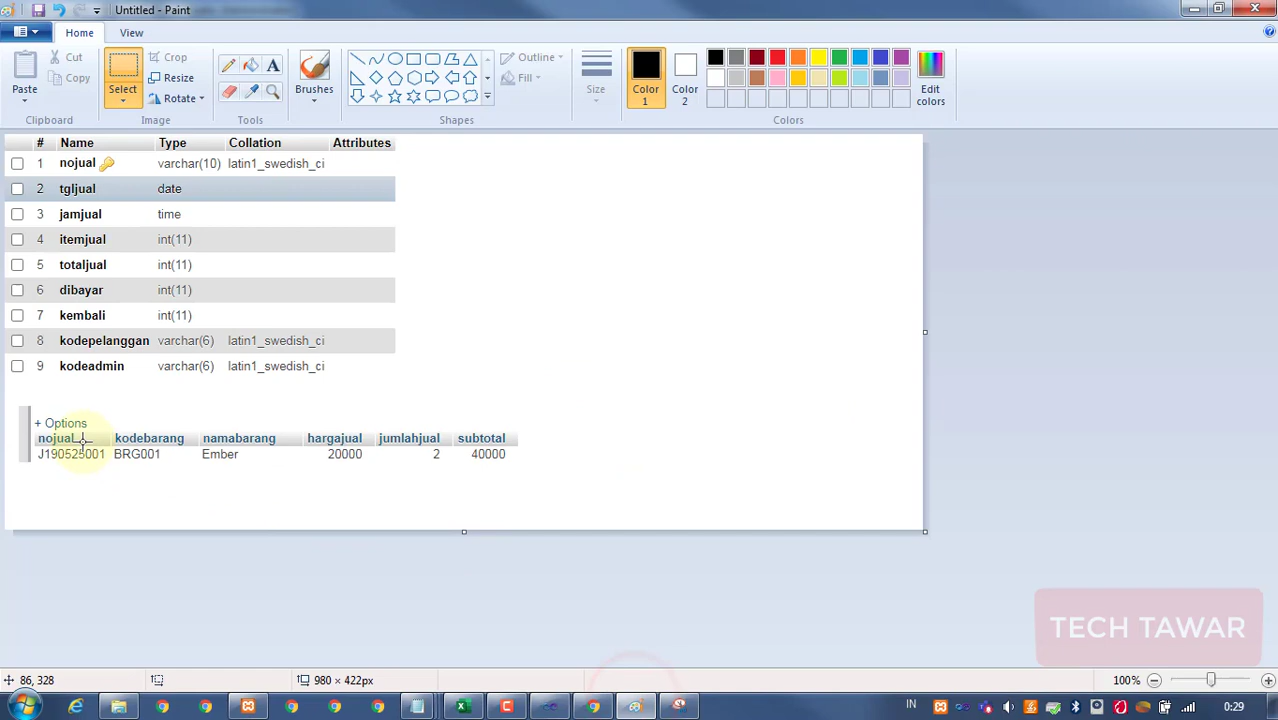 Untitled - Paint
Home View
Paste
Cut
Copy
Clipboard
Select
Crop
Resize
Rotate
Image
A
Tools
Brushes
Shapes
Outline
Fill
Size
Color 1
Color 2
Edit colors
Colors
# Name Type Collation Attributes
1 nojual varchar(10) latin1_swedish_ci
2 tgljual date
3 jamjual time
4 itemjual int(11)
5 totaljual int(11)
6 dibayar int(11)
7 kembali int(11)
8 kodepelanggan varchar(6) latin1_swedish_ci
9 kodeadmin varchar(6) latin1_swedish_ci
+ Options
nojual kodebarang namabarang hargajual jumlahjual subtotal
J190525001 BRG001 Ember 20000 2 40000
TECH TAWAR
86, 328 980 × 422px 100%
IN 0:29